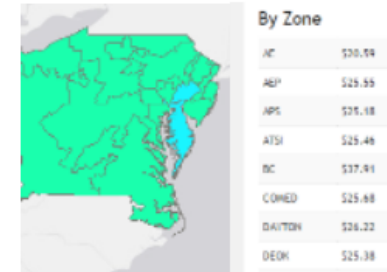 By Zone
AE $20.59
AEP $25.55
APS $25.18
ATSI $25.46
BC $37.91
COMED $25.68
DAYTON $26.22
DEOK $25.38